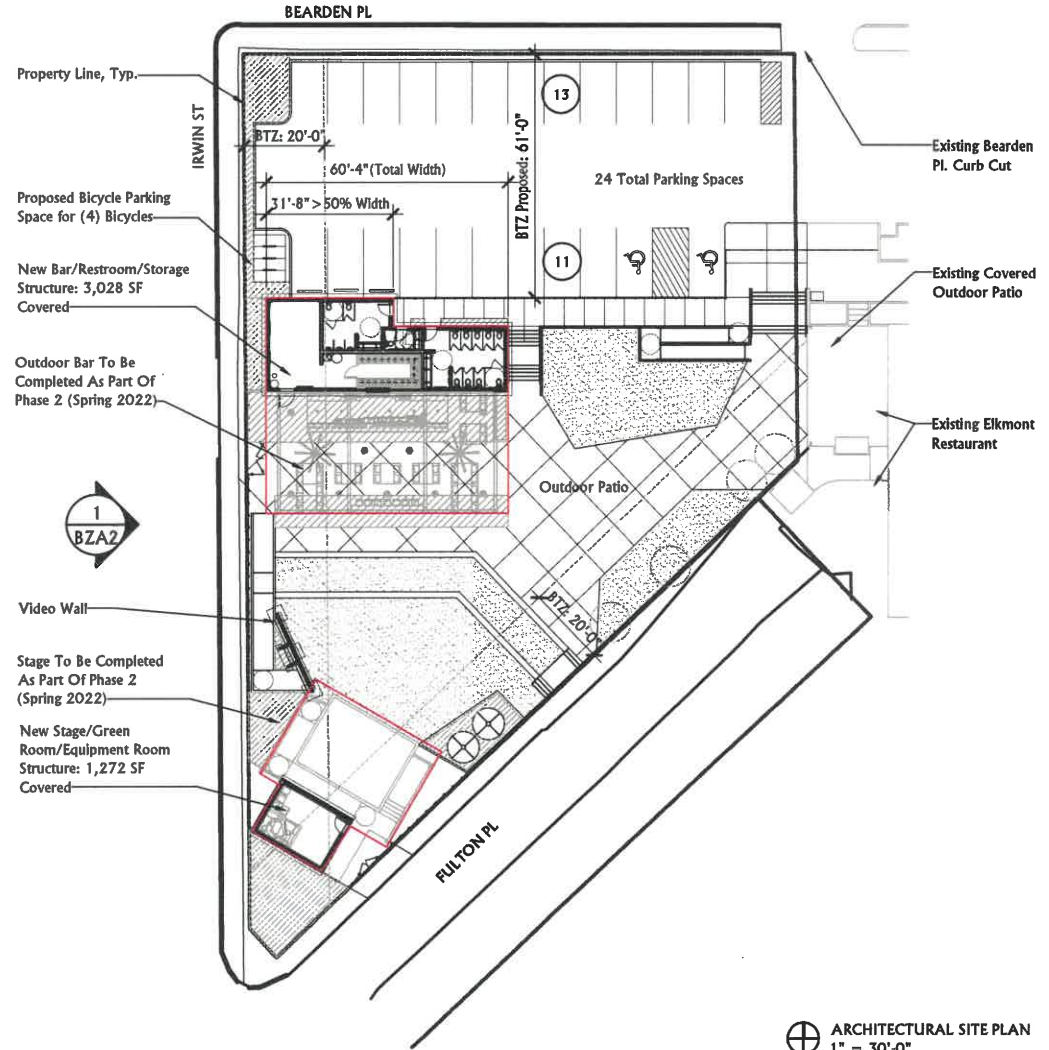 BEARDEN PL
Property Line, Typ.
IRWIN ST
BTZ: 20'-0"
13
BTZ Proposed: 61'-0"
Existing Bearden
Pl. Curb Cut
60'-4"(Total Width)
24 Total Parking Spaces
Proposed Bicycle Parking
Space for (4) Bicycles
31'-8" > 50% Width
11
New Bar/Restroom/Storage
Structure: 3,028 SF
Covered
Existing Covered
Outdoor Patio
Outdoor Bar To Be
Completed As Part Of
Phase 2 (Spring 2022)
Existing Elkmont
Restaurant
Outdoor Patio
1
BZA2
BTZ: 20'-0"
Video Wall
Stage To Be Completed
As Part Of Phase 2
(Spring 2022)
New Stage/Green
Room/Equipment Room
Structure: 1,272 SF
Covered
FULTON PL
ARCHITECTURAL SITE PLAN
1" = 30'-0"